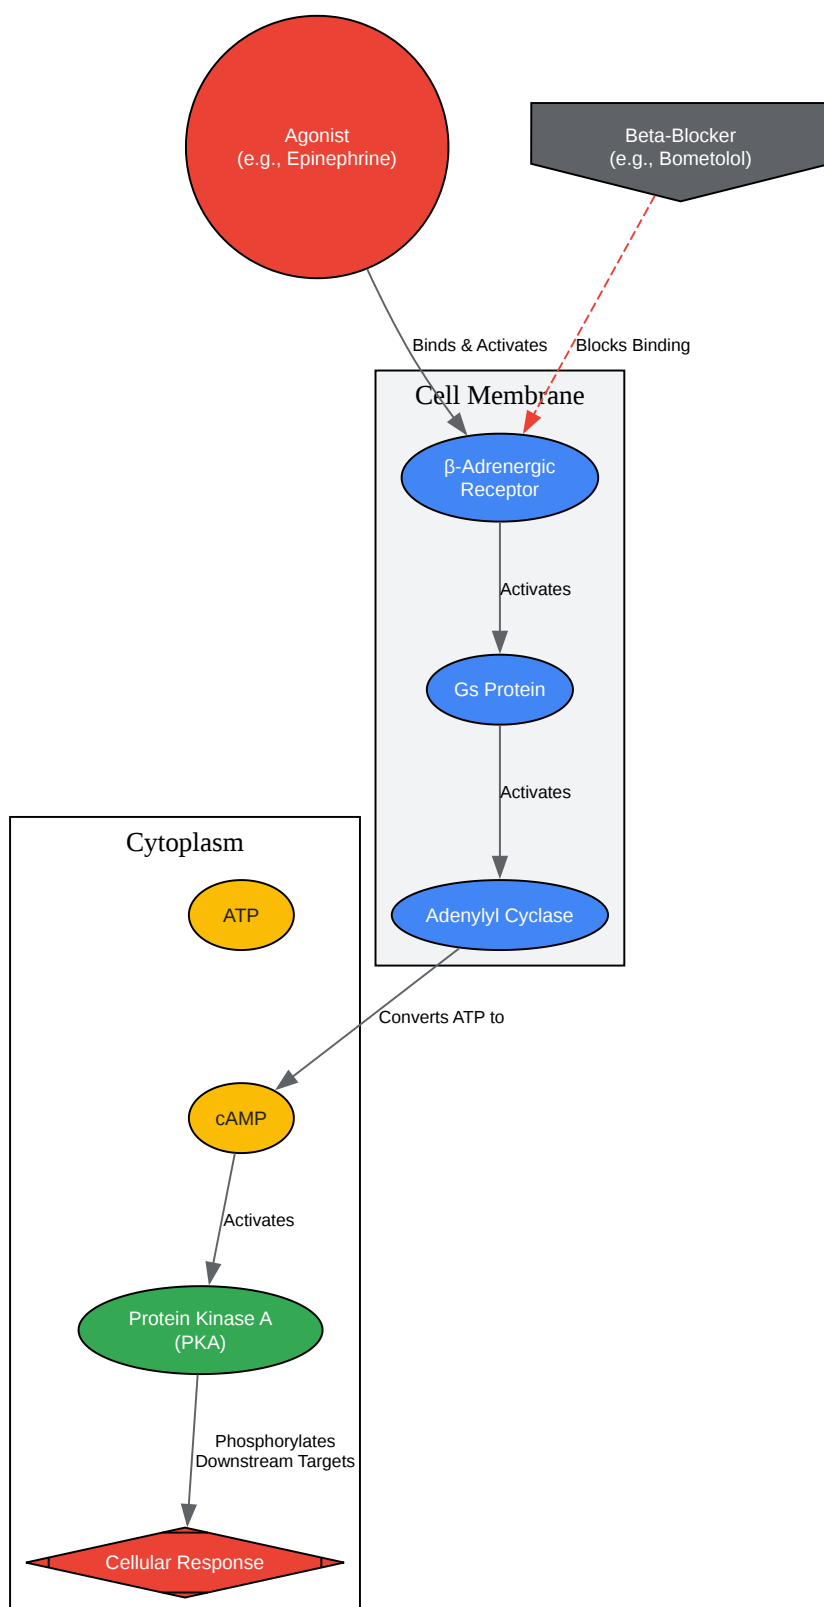 Agonist
(e.g., Epinephrine)
Beta-Blocker
(e.g., Bometolol)
Binds & Activates
Blocks Binding
Cell Membrane
β-Adrenergic
Receptor
Activates
Gs Protein
Activates
Cytoplasm
ATP
Adenylyl Cyclase
Converts ATP to
cAMP
Activates
Protein Kinase A
(PKA)
Phosphorylates
Downstream Targets
Cellular Response